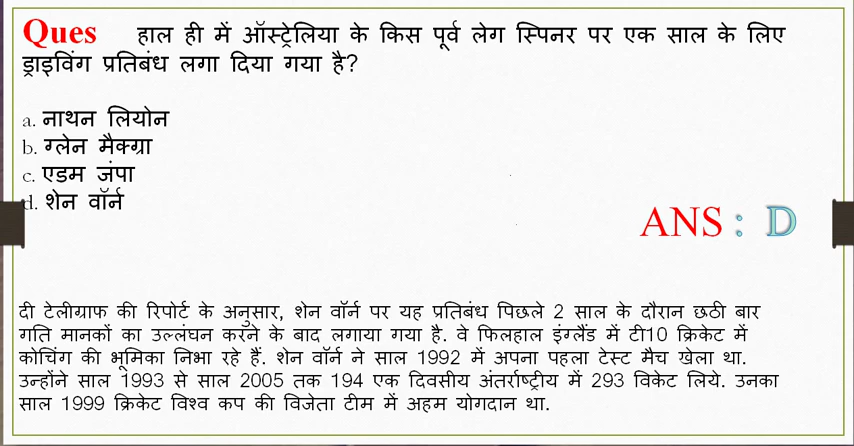 Ques हाल ही में ऑस्ट्रेलिया के किस पूर्व लेग स्पिनर पर एक साल के लिए
ड्राइविंग प्रतिबंध लगा दिया गया है?
a. नाथन लियोन
b. ग्लेन मैक्ग्रा
c. एडम जंपा
d. शेन वॉर्न
ANS : D
दी टेलीग्राफ की रिपोर्ट के अनुसार, शेन वॉर्न पर यह प्रतिबंध पिछले 2 साल के दौरान छठी बार
गति मानकों का उल्लंघन करने के बाद लगाया गया है. वे फिलहाल इंग्लैंड में टी10 क्रिकेट में
कोचिंग की भूमिका निभा रहे हैं. शेन वॉर्न ने साल 1992 में अपना पहला टेस्ट मैच खेला था.
उन्होंने साल 1993 से साल 2005 तक 194 एक दिवसीय अंतर्राष्ट्रीय में 293 विकेट लिये. उनका
साल 1999 क्रिकेट विश्व कप की विजेता टीम में अहम योगदान था.